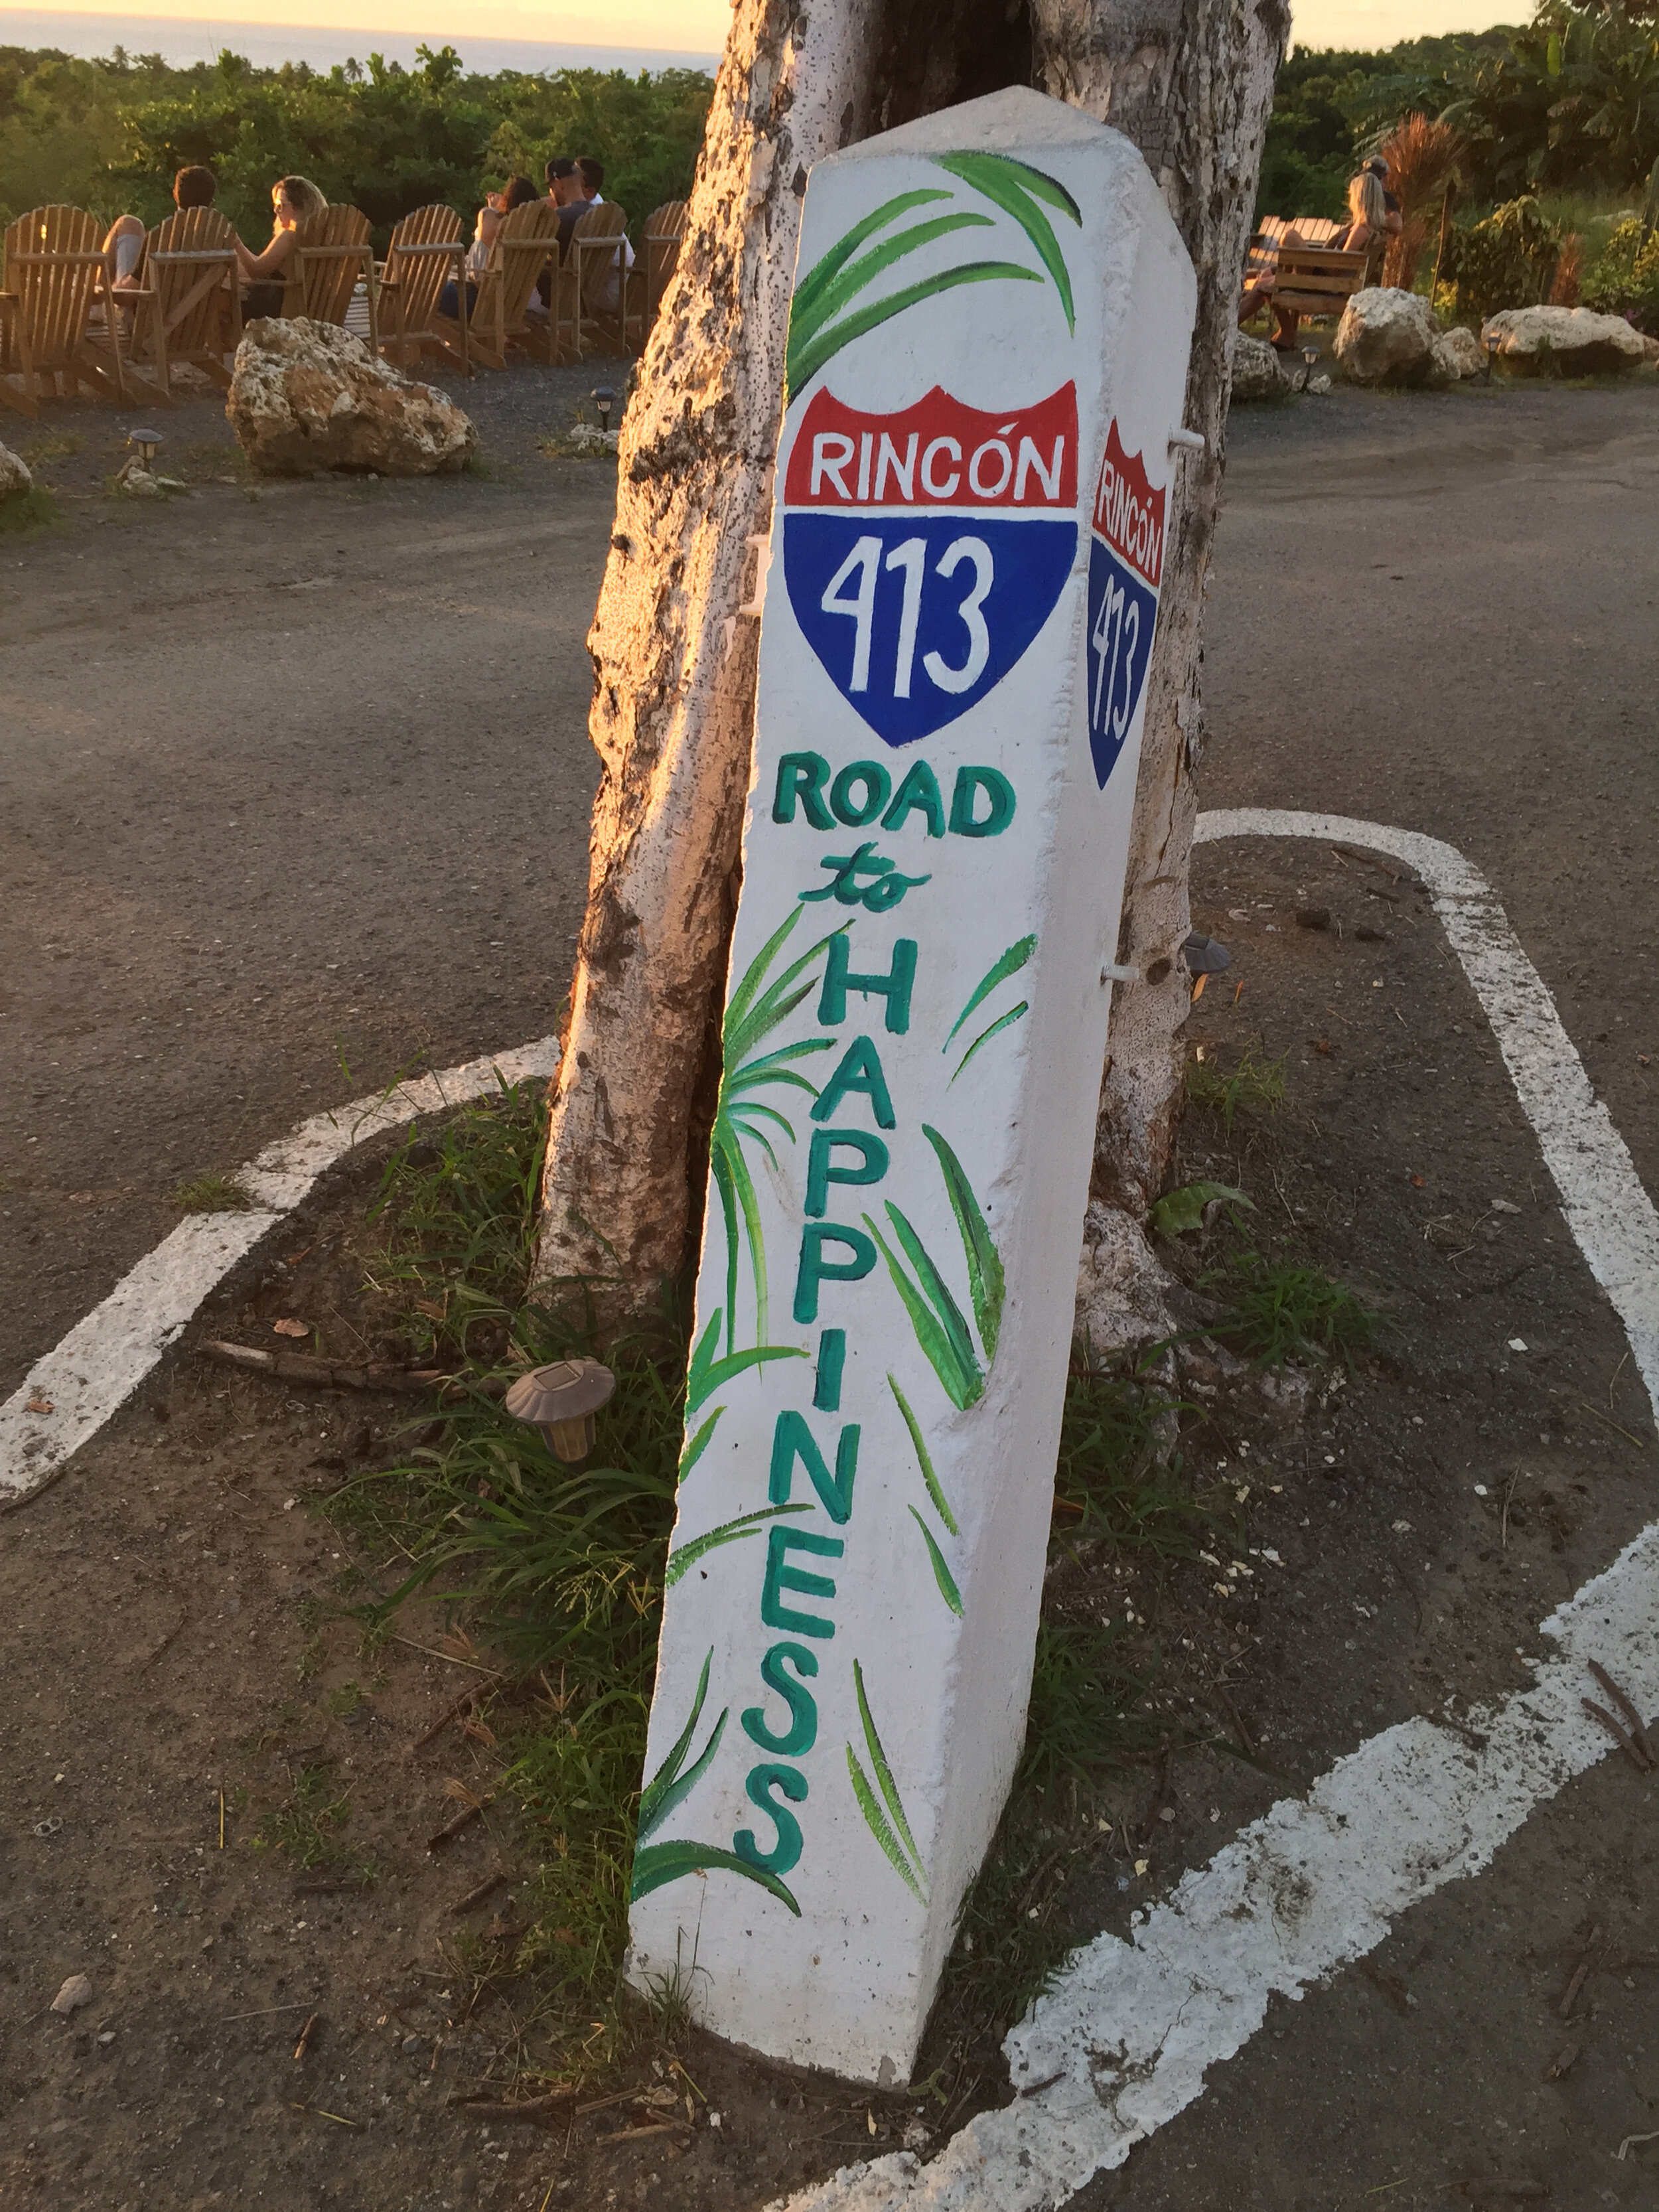 RINCÓN
413
ROAD
to
HAPPINESS
RINCÓN
413